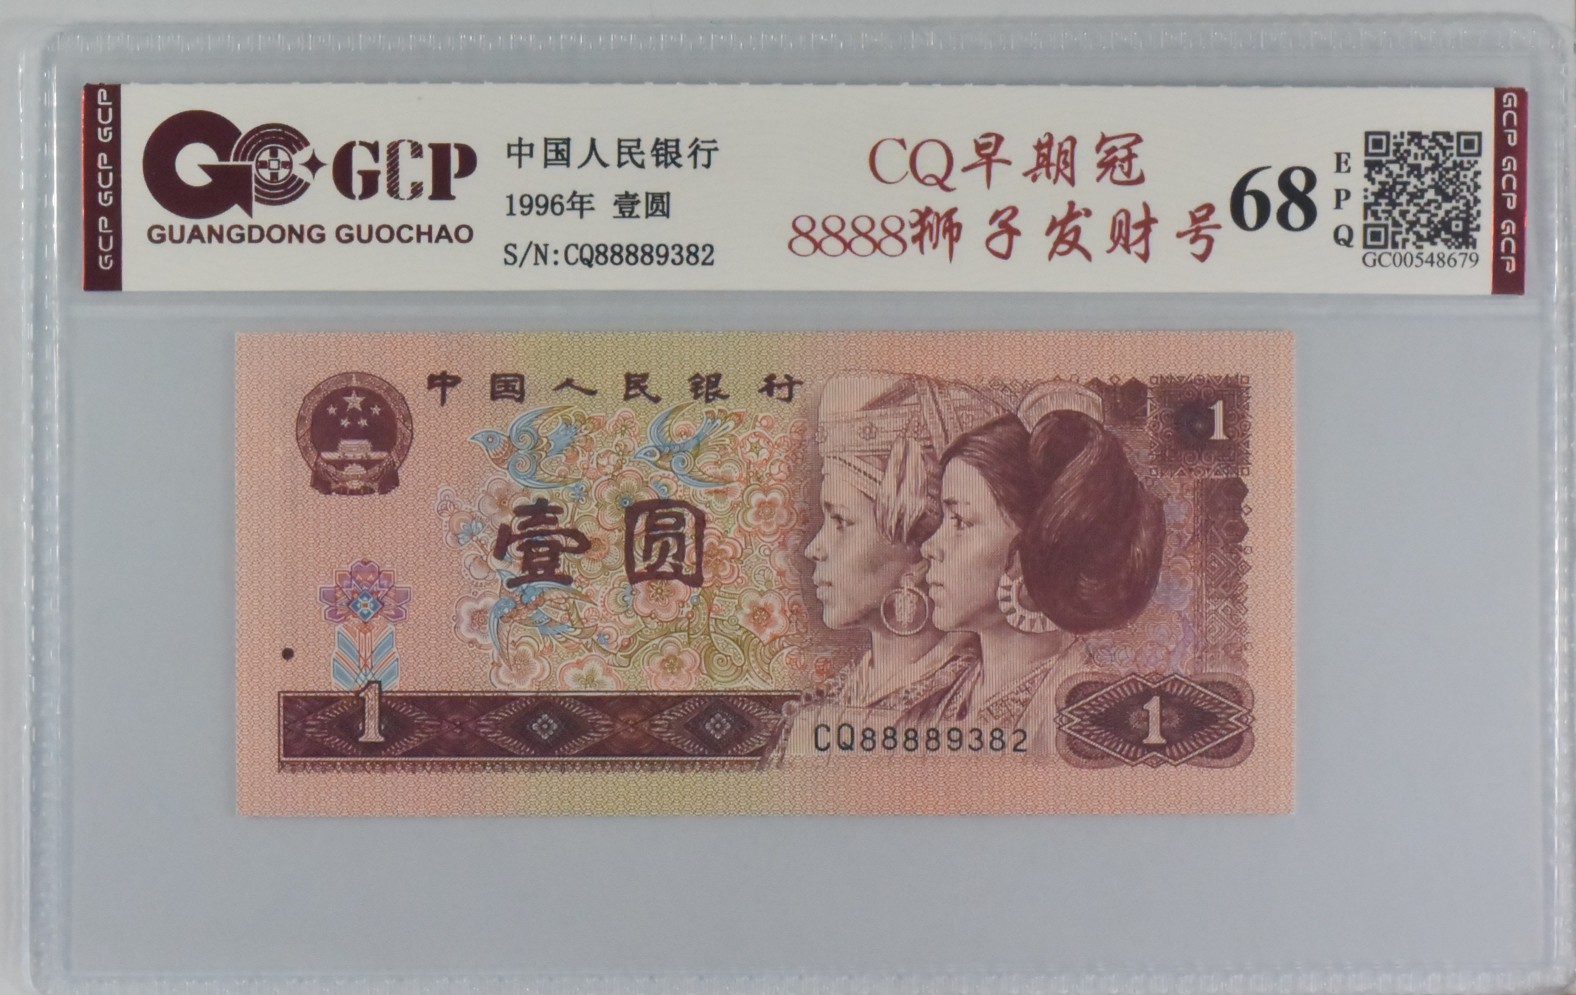 GCP GCP GCP
GCP
GUANGDONG GUOCHAO
中国人民银行
1996年 壹圆
S/N:CQ88889382
CQ早期冠
8888狮子发财号
68
EPQ
GC00548679
GCP GCP GCP
中国人民银行
1
壹圆
1
CQ88889382
1